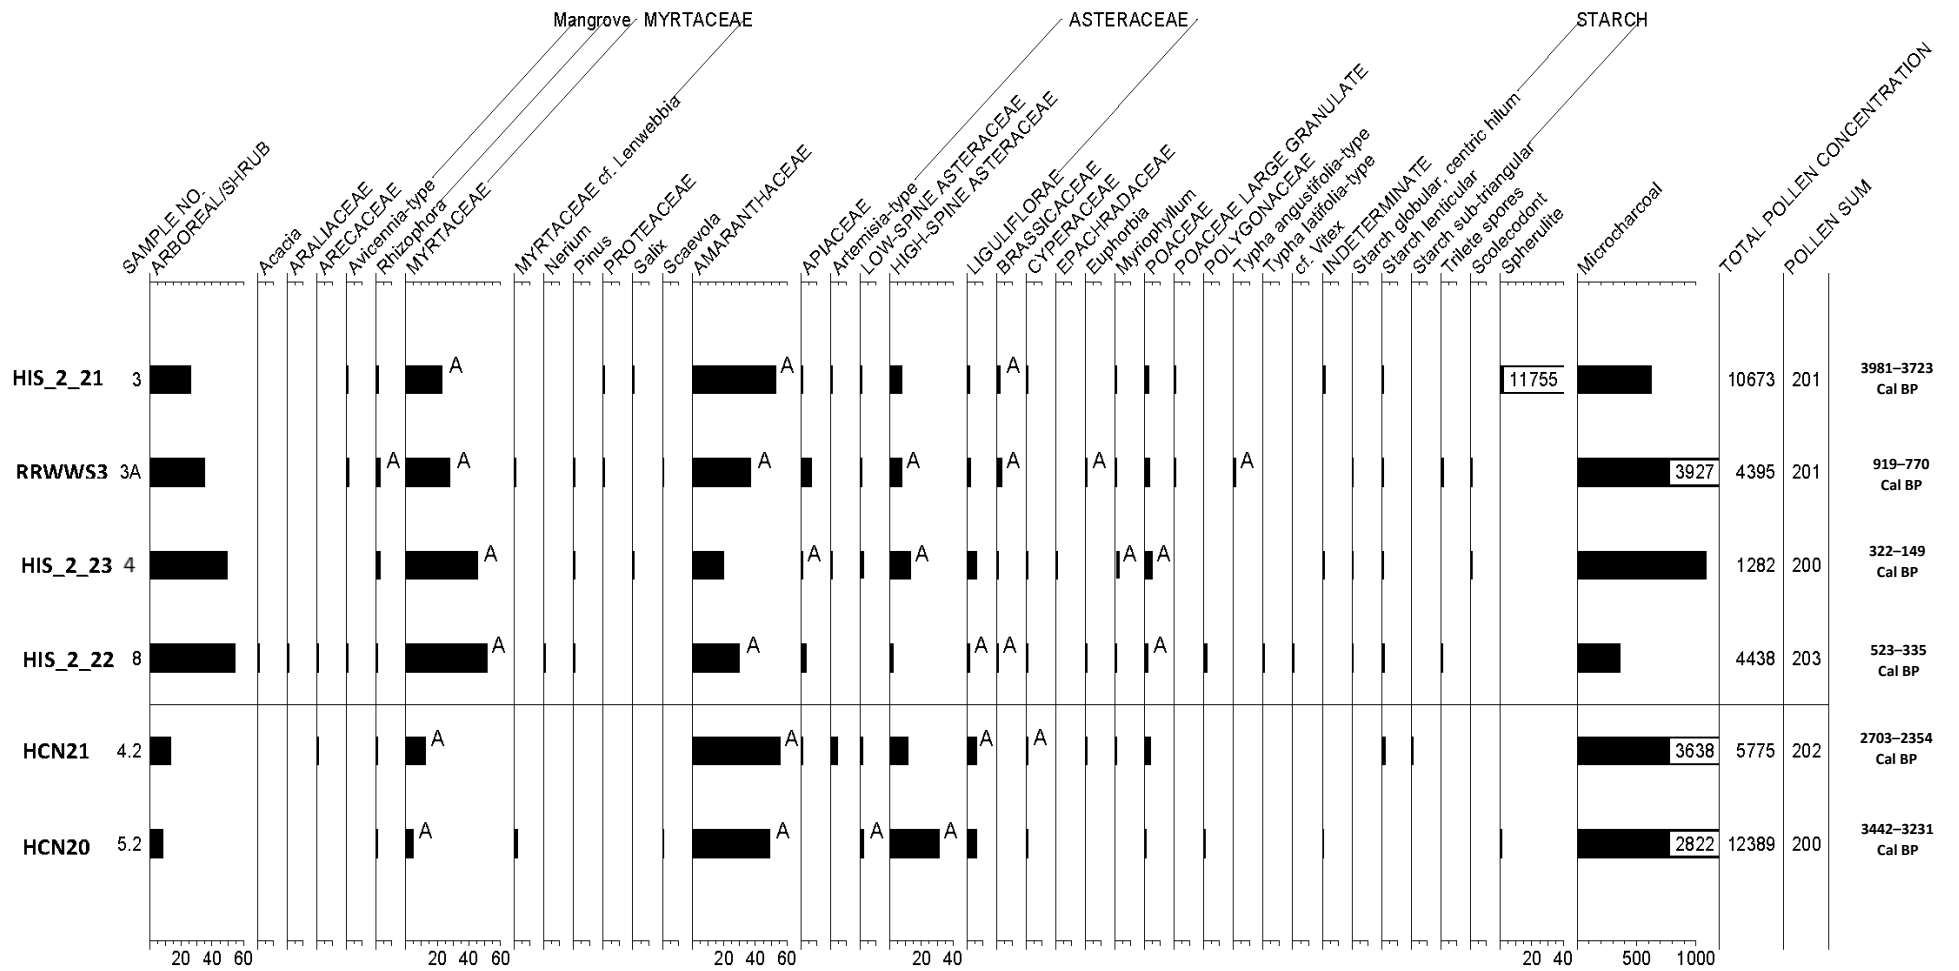 Mangrove MYRTACEAE ASTERACEAE STARCH
SAMPLE NO.
ARBOREAL/SHRUB
Acacia
ARALIACEAE
ARECACEAE
Avicennia-type
Rhizophora
MYRTACEAE
MYRTACEAE cf. Lenwebbia
Nerium
Pinus
PROTEACEAE
Salix
Scaevola
AMARANTHACEAE
APIACEAE
Artemisia-type
LOW-SPINE ASTERACEAE
HIGH-SPINE ASTERACEAE
LIGULIFLORAE
BRASSICACEAE
CYPERACEAE
EPACHRADACEAE
Euphorbia
Myriophyllum
POACEAE
POACEAE LARGE GRANULATE
POLYGONACEAE
Typha angustifolia-type
Typha latifolia-type
cf. Vitex
INDETERMINATE
Starch globular, centric hilum
Starch lenticular
Starch sub-triangular
Trilete spores
Scolecodont
Spherulite
Microcharcoal
TOTAL POLLEN CONCENTRATION
POLLEN SUM
HIS_2_21 3 A A A 11755 10673 201 3981–3723
Cal BP
RRWWS3 3A A A A A A A A 3927 4395 201 919–770
Cal BP
HIS_2_23 4 A A A A A 1282 200 322–149
Cal BP
HIS_2_22 8 A A A A A 4438 203 523–335
Cal BP
HCN21 4.2 A A A A 3638 5775 202 2703–2354
Cal BP
HCN20 5.2 A A A A 2822 12389 200 3442–3231
Cal BP
20 40 60 20 40 60 20 40 60 20 40 20 40 500 1000